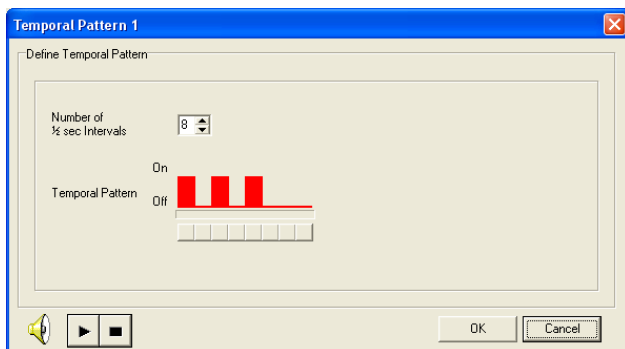 Temporal Pattern 1
Define Temporal Pattern
Number of
½ sec Intervals
8
On
Temporal Pattern
Off
OK
Cancel